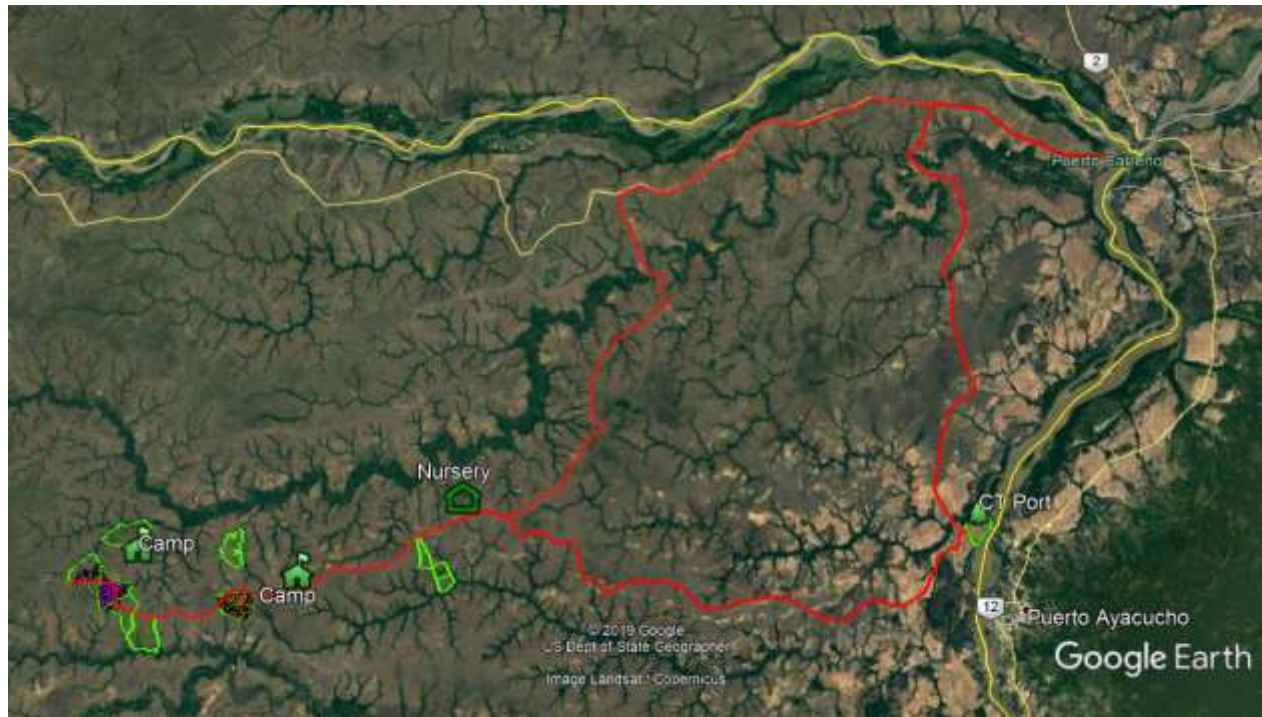 2
Puerto Carreño
Nursery
CT Port
Camp
Camp
12
Puerto Ayacucho
© 2019 Google
US Dept of State Geographer
Image Landsat / Copernicus
Google Earth